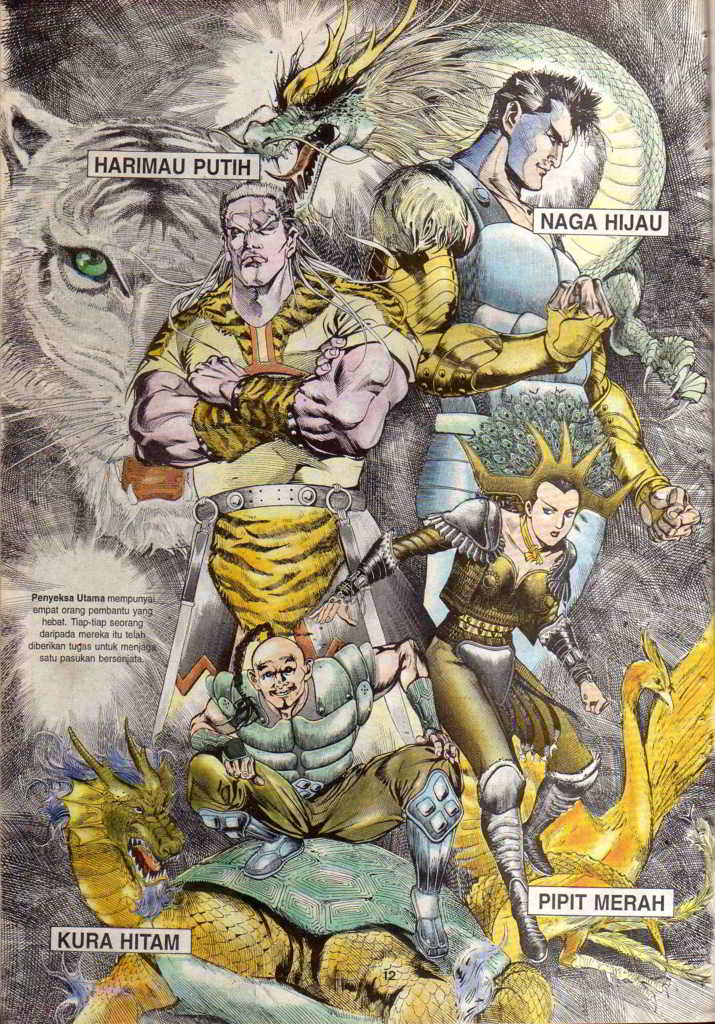 HARIMAU PUTIH
NAGA HIJAU
Penyeksa Utama mempunyai
empat orang pembantu yang
hebat. Tiap-tiap seorang
daripada mereka itu telah
diberikan tugas untuk menjaga
satu pasukan bersenjata.
PIPIT MERAH
KURA HITAM
12